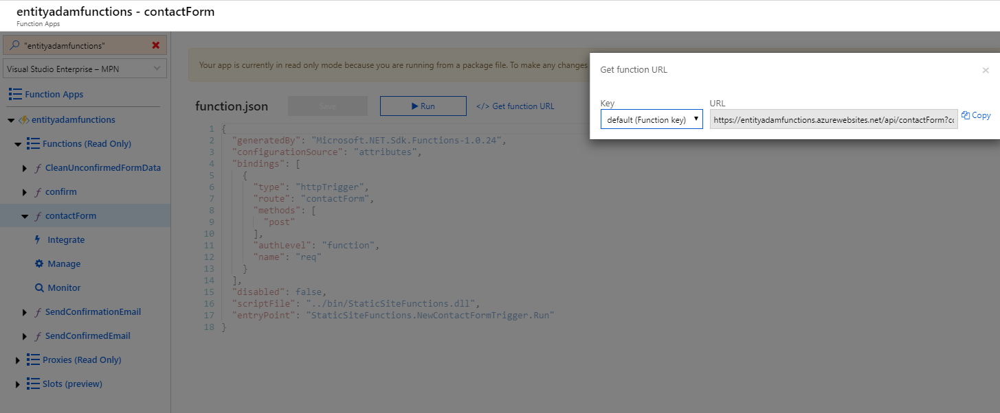 entityadamfunctions - contactForm
Function Apps
"entityadamfunctions"
Visual Studio Enterprise – MPN
Function Apps
entityadamfunctions
Functions (Read Only)
CleanUnconfirmedFormData
confirm
contactForm
Integrate
Manage
Monitor
SendConfirmationEmail
SendConfirmedEmail
Proxies (Read Only)
Slots (preview)
Your app is currently in read only mode because you are running from a package file. To make any changes
function.json
Save
Run
</> Get function URL
1 {
2 "generatedBy": "Microsoft.NET.Sdk.Functions-1.0.24",
3 "configurationSource": "attributes",
4 "bindings": [
5 {
6 "type": "httpTrigger",
7 "route": "contactForm",
8 "methods": [
9 "post"
10 ],
11 "authLevel": "function",
12 "name": "req"
13 }
14 ],
15 "disabled": false,
16 "scriptFile": "../bin/StaticSiteFunctions.dll",
17 "entryPoint": "StaticSiteFunctions.NewContactFormTrigger.Run"
18 }
Get function URL
Key
URL
default (Function key)
https://entityadamfunctions.azurewebsites.net/api/contactForm?co
Copy